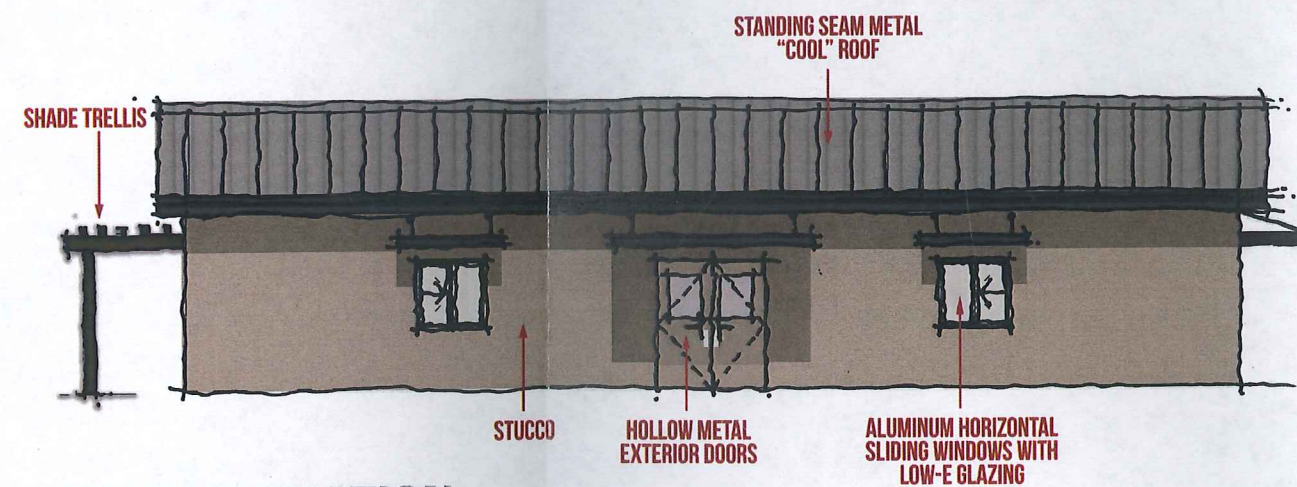 STANDING SEAM METAL
“COOL” ROOF
SHADE TRELLIS
STUCCO
HOLLOW METAL
EXTERIOR DOORS
ALUMINUM HORIZONTAL
SLIDING WINDOWS WITH
LOW-E GLAZING